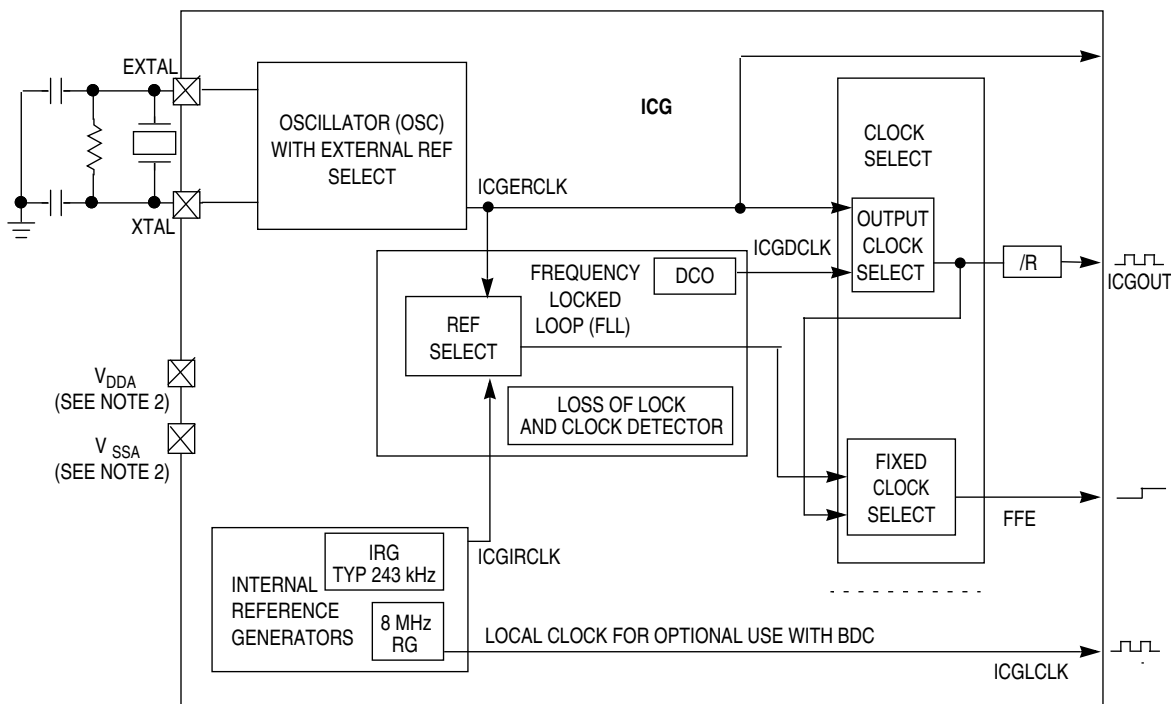 EXTAL
XTAL
OSCILLATOR (OSC)
WITH EXTERNAL REF
SELECT
ICG
ICGERCLK
CLOCK
SELECT
OUTPUT
CLOCK
SELECT
/R
ICGOUT
ICGDCLK
DCO
FREQUENCY
LOCKED
LOOP (FLL)
REF
SELECT
LOSS OF LOCK
AND CLOCK DETECTOR
VDDA
(SEE NOTE 2)
V SSA
(SEE NOTE 2)
FIXED
CLOCK
SELECT
FFE
ICGIRCLK
IRG
TYP 243 kHz
INTERNAL
REFERENCE
GENERATORS
8 MHz
RG
LOCAL CLOCK FOR OPTIONAL USE WITH BDC
ICGLCLK